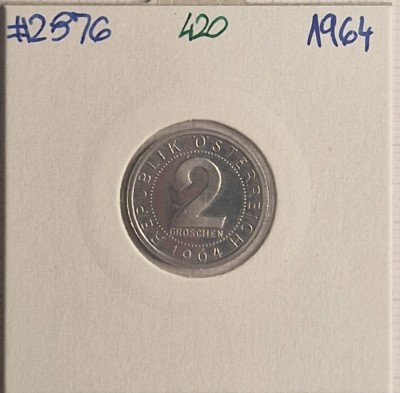 #2576 420 1964
REPUBLIK ÖSTERREICH
2
GROSCHEN
1964